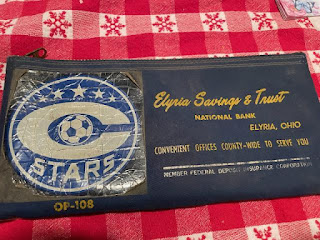 C
STARS
OP-108
Elyria Savings & Trust
NATIONAL BANK
ELYRIA, OHIO
CONVENIENT OFFICES COUNTY-WIDE TO SERVE YOU
MEMBER FEDERAL DEPOSIT INSURANCE CORPORATION